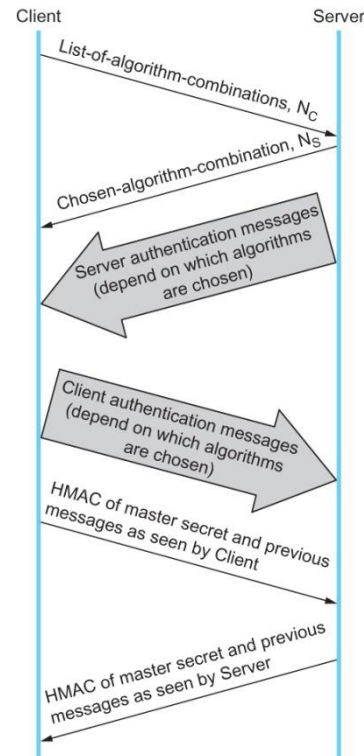 Client
Server
List-of-algorithm-combinations, NC
Chosen-algorithm-combination, NS
Server authentication messages
(depend on which algorithms
are chosen)
Client authentication messages
(depend on which algorithms
are chosen)
HMAC of master secret and previous
messages as seen by Client
HMAC of master secret and previous
messages as seen by Server